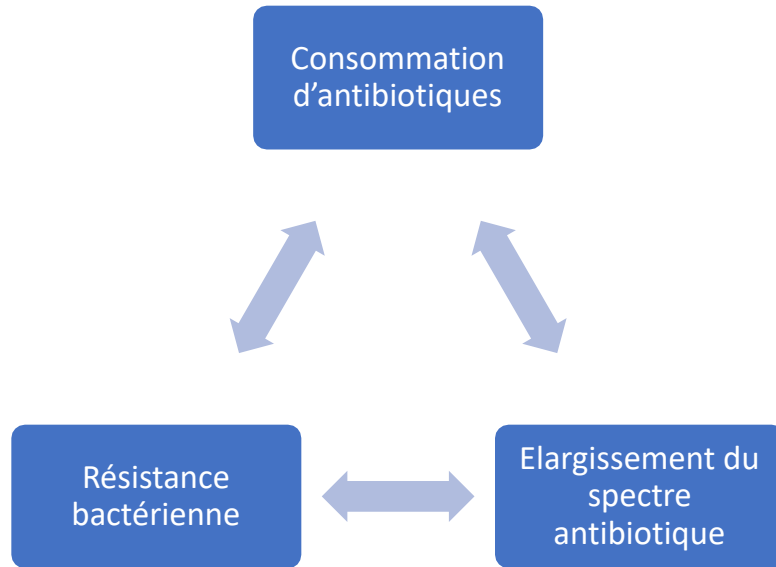 Consommation
d’antibiotiques
Résistance
bactérienne
Elargissement du
spectre
antibiotique